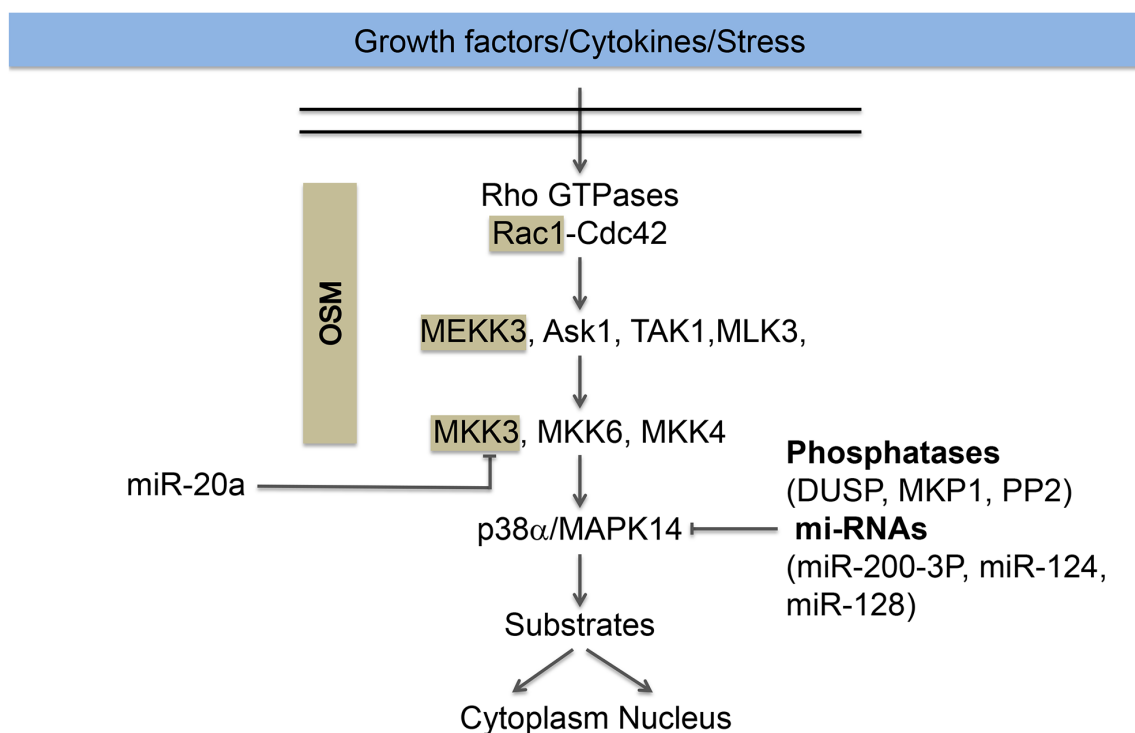 Growth factors/Cytokines/Stress
Rho GTPases
Rac1-Cdc42
OSM
MEKK3, Ask1, TAK1,MLK3,
MKK3, MKK6, MKK4
miR-20a
p38α/MAPK14
Phosphatases
(DUSP, MKP1, PP2)
mi-RNAs
(miR-200-3P, miR-124,
miR-128)
Substrates
Cytoplasm Nucleus